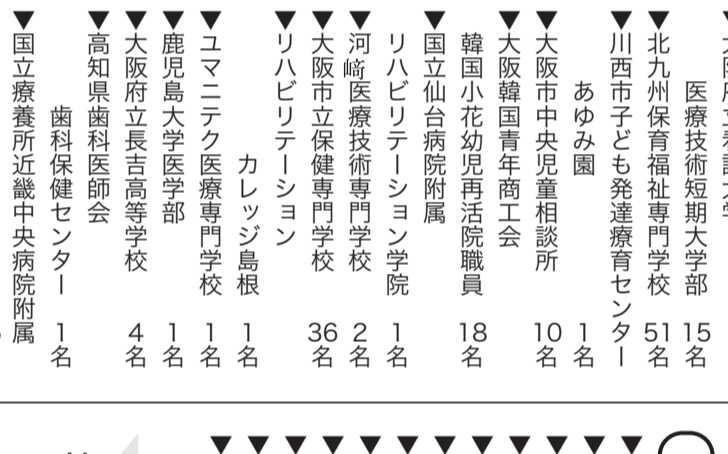 医療技術短期大学部 15名
▼北九州保育福祉専門学校 51名
▼川西市子ども発達療育センター
あゆみ園 1名
▼大阪市中央児童相談所 10名
▼大阪韓国青年商工会
韓国小花幼児再活院職員 18名
▼国立仙台病院附属
リハビリテーション学院 1名
▼河﨑医療技術専門学校 2名
▼大阪市立保健専門学校 36名
▼リハビリテーション
カレッジ島根 1名
▼ユマニテク医療専門学校 1名
▼鹿児島大学医学部 1名
▼大阪府立長吉高等学校 4名
▼高知県歯科医師会
歯科保健センター 1名
▼国立療養所近畿中央病院附属